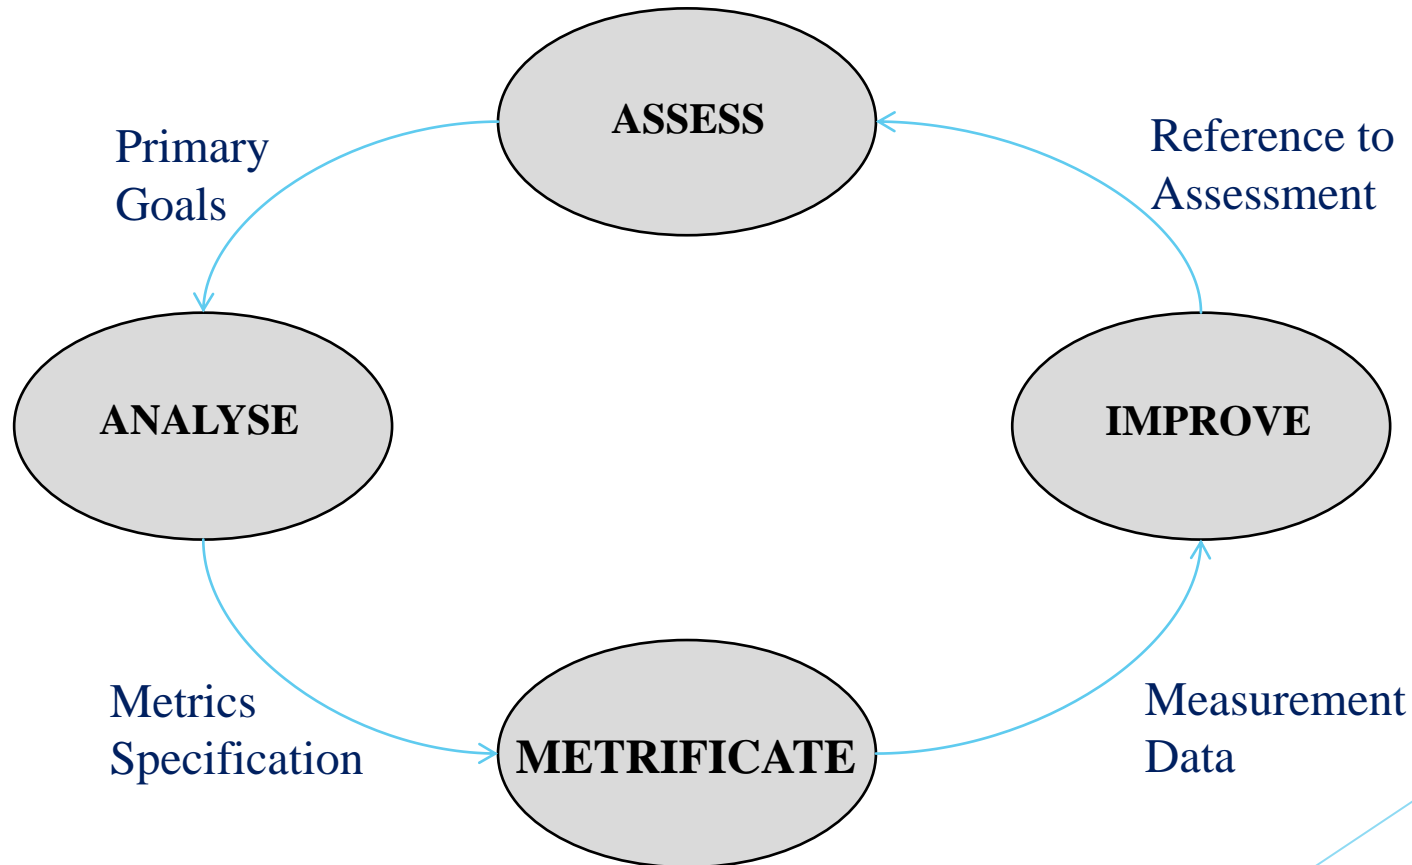 ASSESS
Primary
Goals
Reference to
Assessment
ANALYSE
IMPROVE
Metrics
Specification
METRIFICATE
Measurement
Data